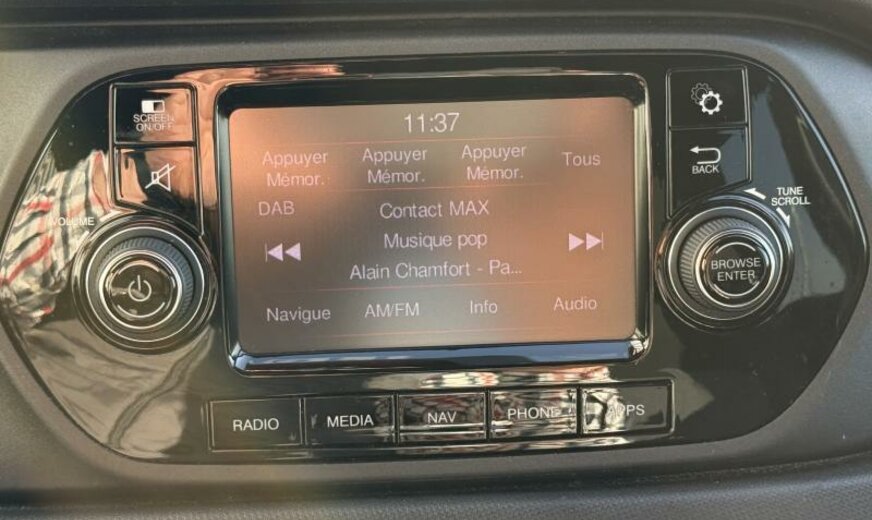 SCREEN
ON/OFF
VOLUME
11:37
Appuyer Appuyer Appuyer Tous
Mémor. Mémor. Mémor.
DAB Contact MAX
Musique pop
Alain Chamfort - Pa...
Navigue AM/FM Info Audio
BACK
TUNE
SCROLL
BROWSE
ENTER
RADIO MEDIA NAV PHONE APPS